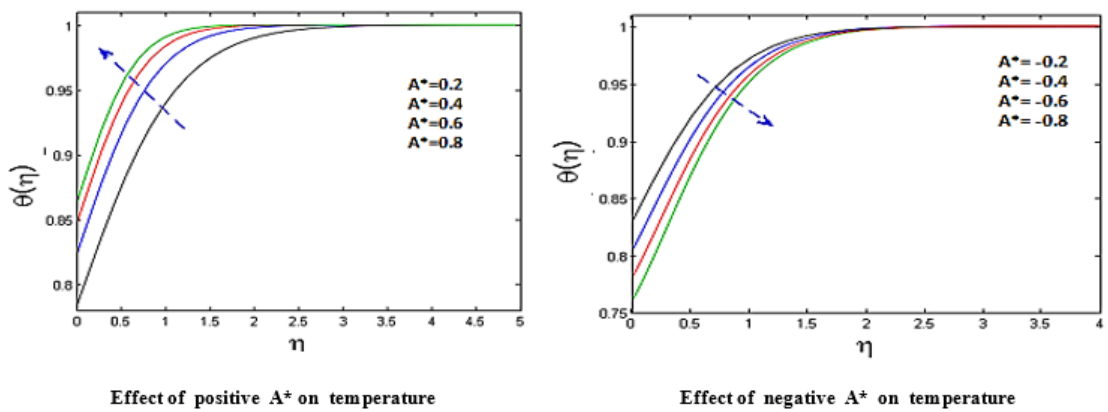 1
0.95
0.9
0.85
0.8
θ(η)
A*=0.2
A*=0.4
A*=0.6
A*=0.8
0 0.5 1 1.5 2 2.5 3 3.5 4 4.5 5
η
Effect of positive A* on temperature
1
0.95
0.9
0.85
0.8
0.75
θ(η)
A*= -0.2
A*= -0.4
A*= -0.6
A*= -0.8
0 0.5 1 1.5 2 2.5 3 3.5 4
η
Effect of negative A* on temperature